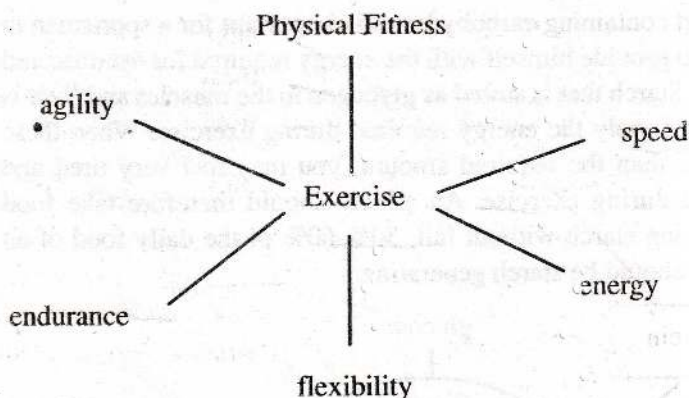 Physical Fitness
agility
speed
Exercise
endurance
energy
flexibility